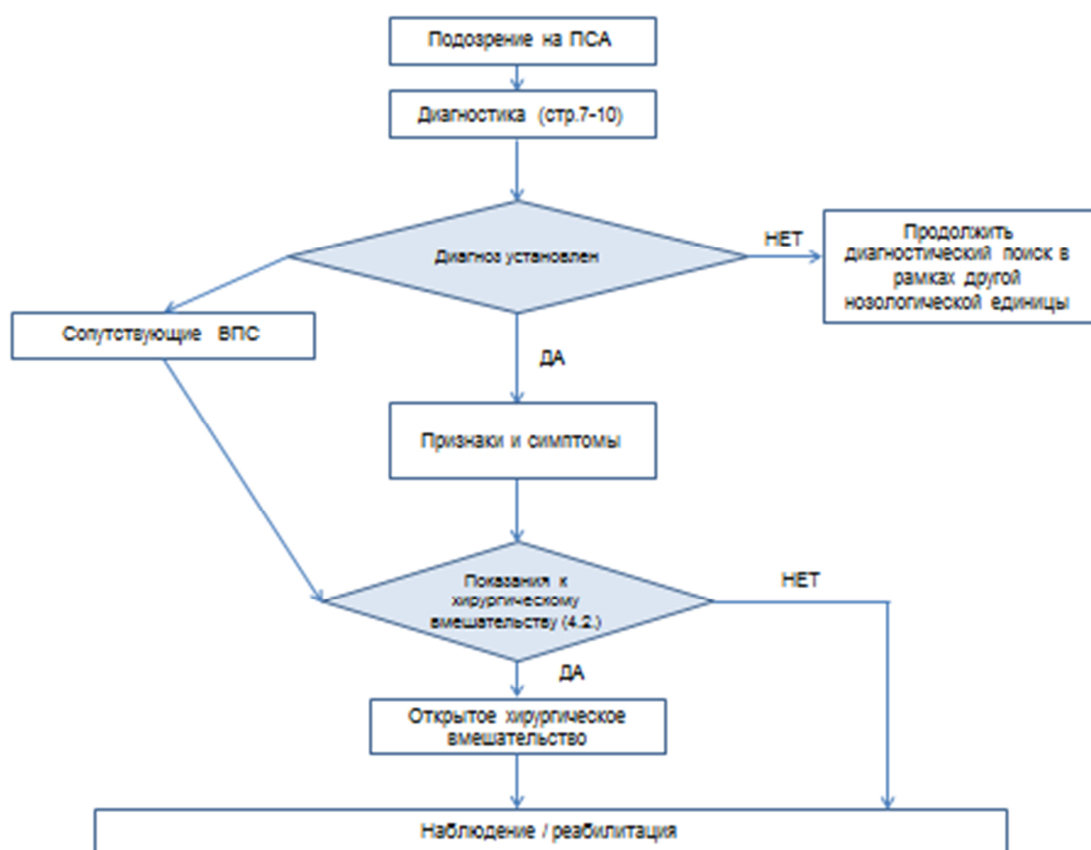 Подозрение на ПСА
Диагностика (стр.7-10)
Диагноз установлен
НЕТ
Продолжить
диагностический поиск в
рамках другой
нозологической единицы
Сопутствующие ВПС
ДА
Признаки и симптомы
Показания к
хирургическому
вмешательству (4.2.)
НЕТ
ДА
Открытое хирургическое
вмешательство
Наблюдение / реабилитация